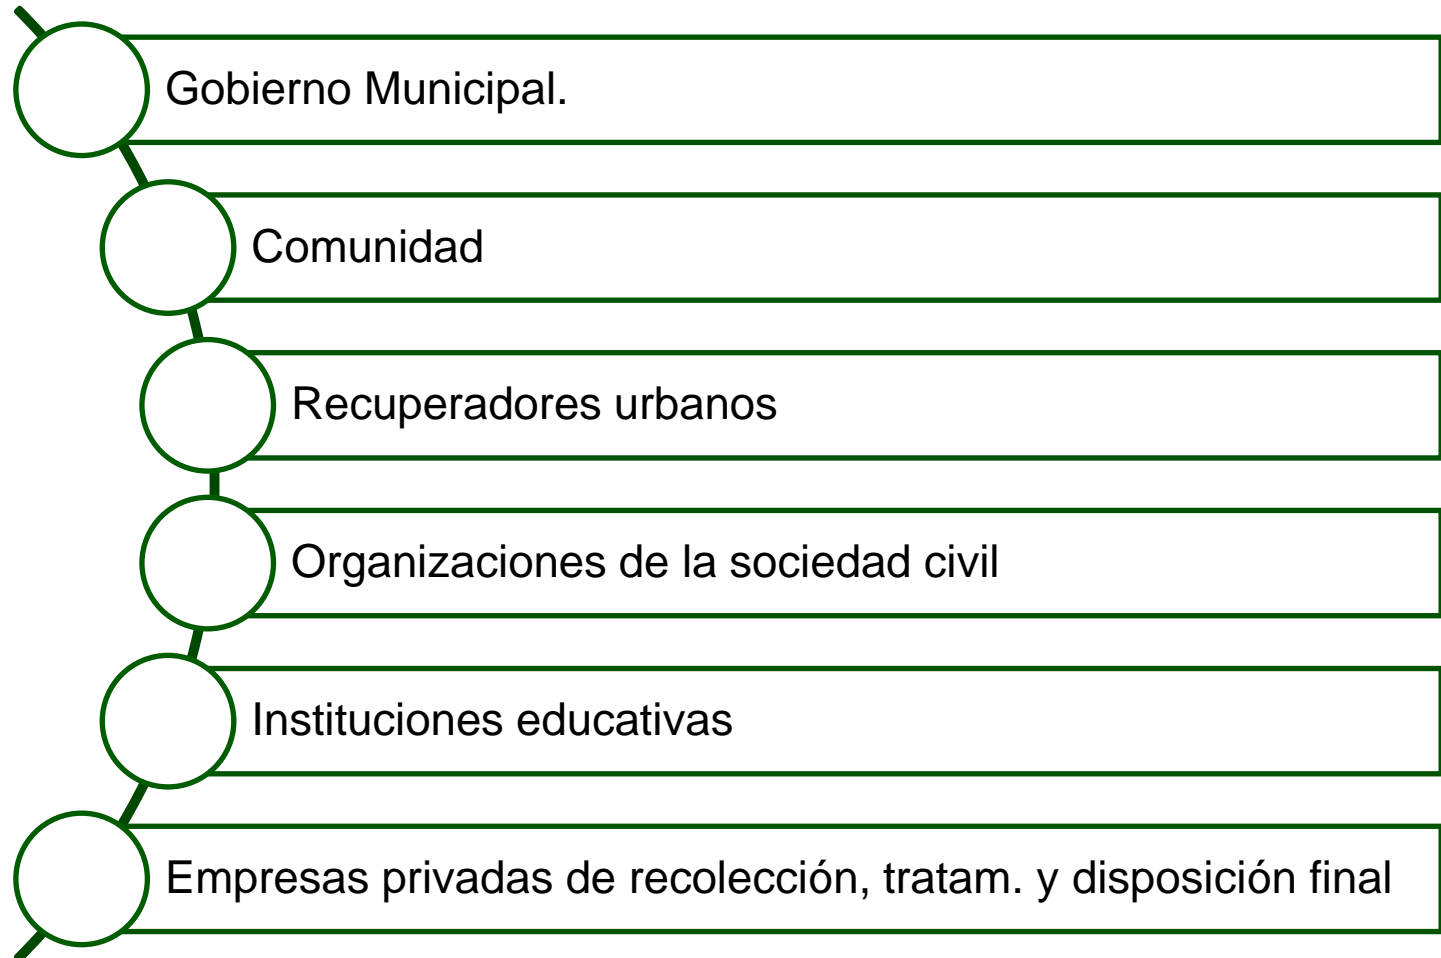 Gobierno Municipal.
Comunidad
Recuperadores urbanos
Organizaciones de la sociedad civil
Instituciones educativas
Empresas privadas de recolección, tratam. y disposición final